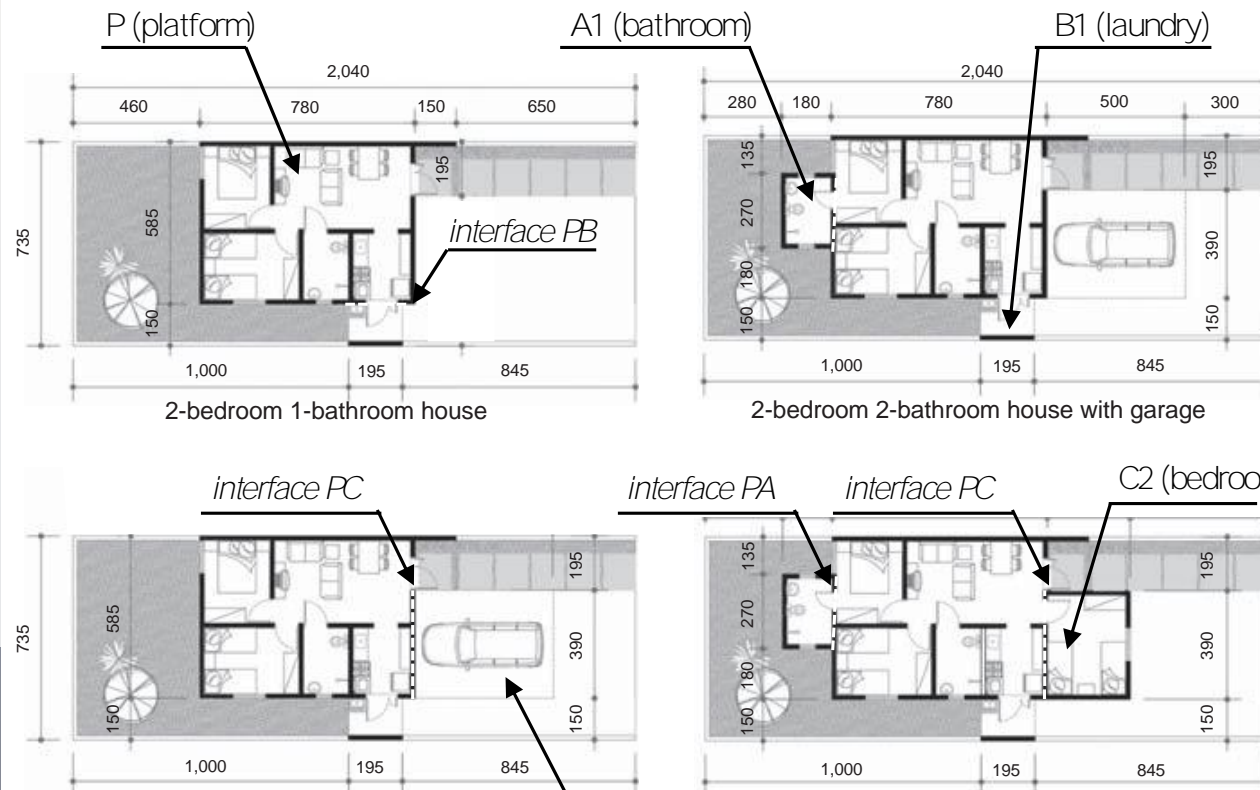 P (platform)
A1 (bathroom)
B1 (laundry)
2,040
460 780 150 650
195
585
735
150
interface PB
1,000 195 845
2-bedroom 1-bathroom house
2,040
280 180 780 500 300
135
270
180
150
195
390
150
1,000 195 845
2-bedroom 2-bathroom house with garage
interface PC
195
585
735
390
150
150
1,000 195 845
interface PA
interface PC
C2 (bedroo
135
270
180
150
195
390
150
1,000 195 845